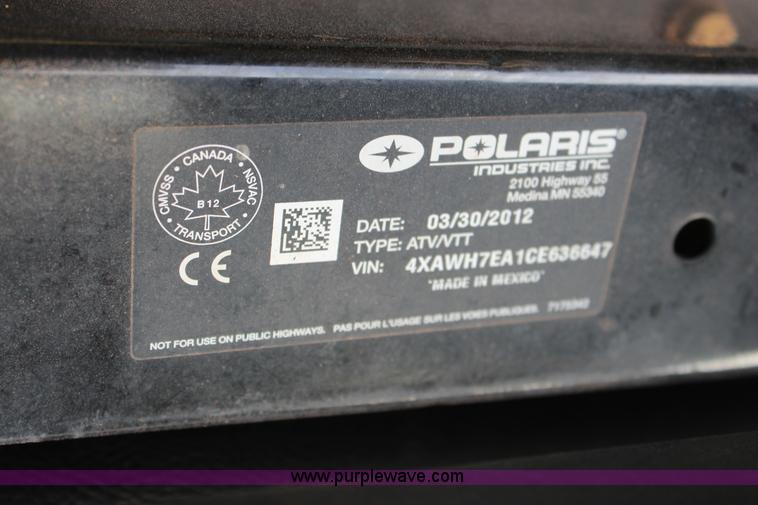 CMVSS • CANADA • NSVAC • TRANSPORT •
B12
CE
POLARIS®
INDUSTRIES INC.
2100 Highway 55
Medina MN 55340
DATE: 03/30/2012
TYPE: ATV/VTT
VIN: 4XAWH7EA1CE636647
"MADE IN MEXICO"
NOT FOR USE ON PUBLIC HIGHWAYS. PAS POUR L'USAGE SUR LES VOIES PUBLIQUES.
www.purplewave.com